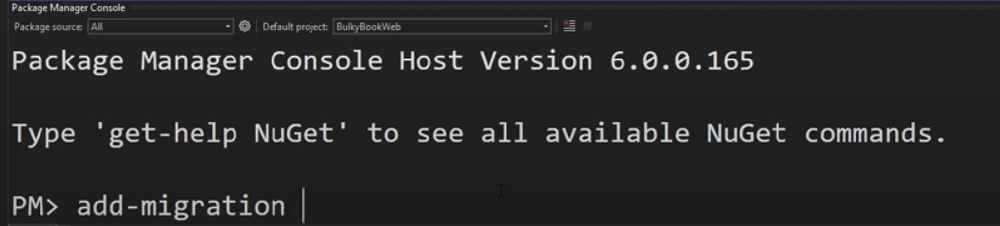 Package Manager Console
Package source: All Default project: BulkyBookWeb
Package Manager Console Host Version 6.0.0.165
Type 'get-help NuGet' to see all available NuGet commands.
PM> add-migration